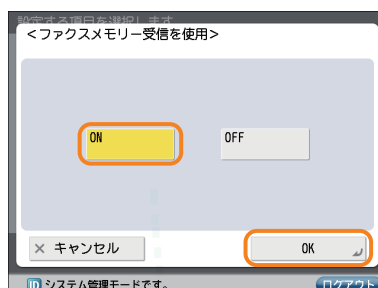 設定する項目を選択します。
<ファクスメモリー受信を使用>
ON
OFF
× キャンセル
OK
ID システム管理モードです。
ログアウト